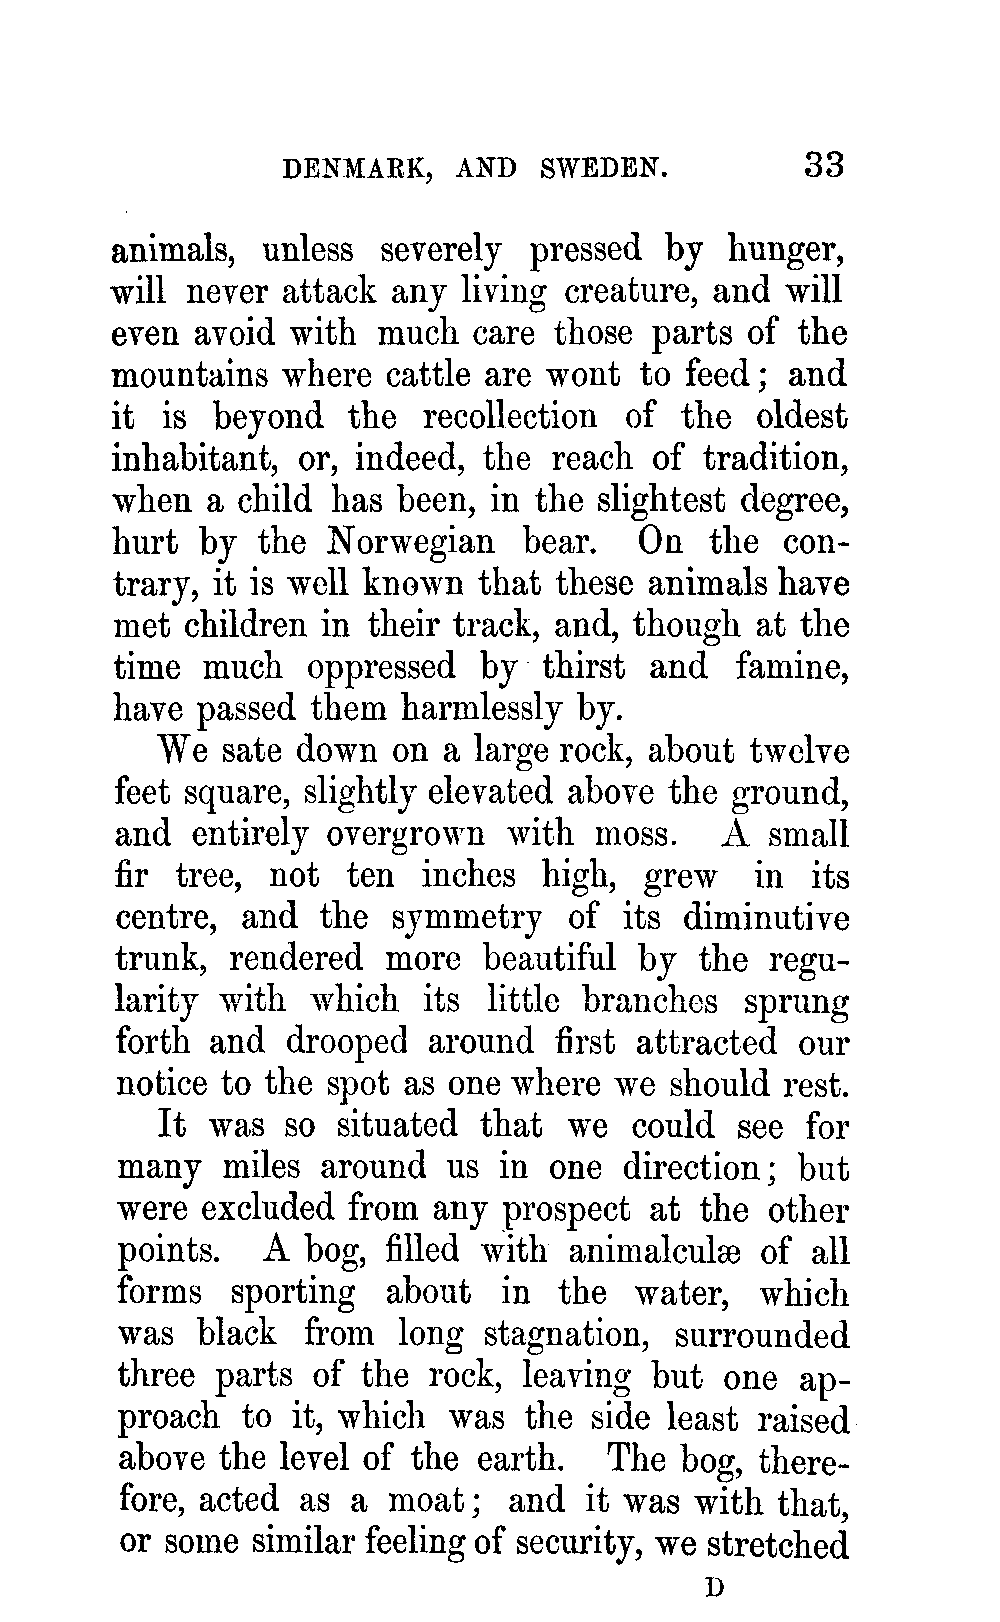 DENMARK, AND SWEDEN. 33
animals, unless severely pressed by hunger,
will never attack any living creature, and will
even avoid with much care those parts of the
mountains where cattle are wont to feed; and
it is beyond the recollection of the oldest
inhabitant, or, indeed, the reach of tradition,
when a child has been, in the slightest degree,
hurt by the Norwegian bear. On the con-
trary, it is well known that these animals have
met children in their track, and, though at the
time much oppressed by thirst and famine,
have passed them harmlessly by.
We sate down on a large rock, about twelve
feet square, slightly elevated above the ground,
and entirely overgrown with moss. A small
fir tree, not ten inches high, grew in its
centre, and the symmetry of its diminutive
trunk, rendered more beautiful by the regu-
larity with which its little branches sprung
forth and drooped around first attracted our
notice to the spot as one where we should rest.
It was so situated that we could see for
many miles around us in one direction; but
were excluded from any prospect at the other
points. A bog, filled with animalculæ of all
forms sporting about in the water, which
was black from long stagnation, surrounded
three parts of the rock, leaving but one ap-
proach to it, which was the side least raised
above the level of the earth. The bog, there-
fore, acted as a moat; and it was with that,
or some similar feeling of security, we stretched
D